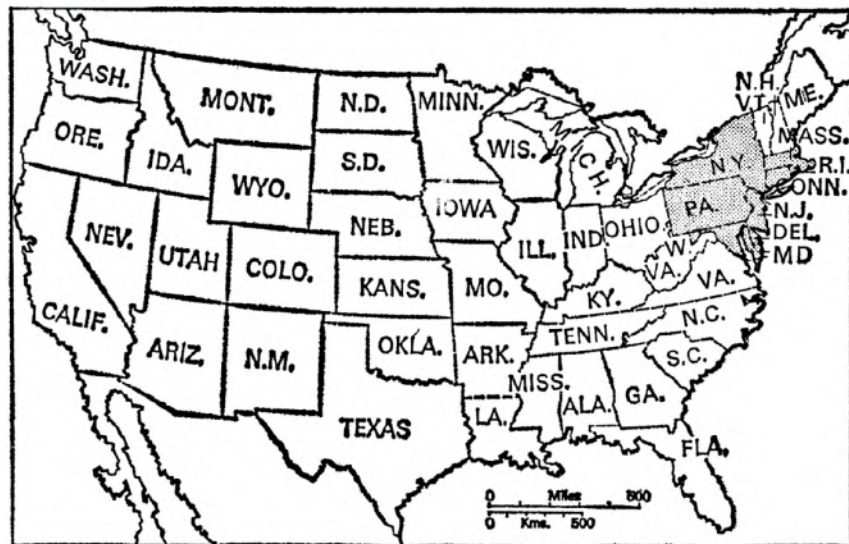 WASH.
MONT.
N.D.
MINN.
N.H.
VT.
ME.
ORE.
IDA.
WYO.
S.D.
WIS.
MICH.
N.Y.
MASS.
R.I.
CONN.
NEV.
UTAH
COLO.
NEB.
IOWA
ILL.
IND
OHIO
PA.
N.J.
DEL.
MD
W.
VA.
CALIF.
ARIZ.
N.M.
KANS.
MO.
KY.
VA.
OKLA.
ARK.
TENN.
N.C.
S.C.
TEXAS
LA.
MISS.
ALA.
GA.
FLA.
0 Miles 800
0 Kms. 500